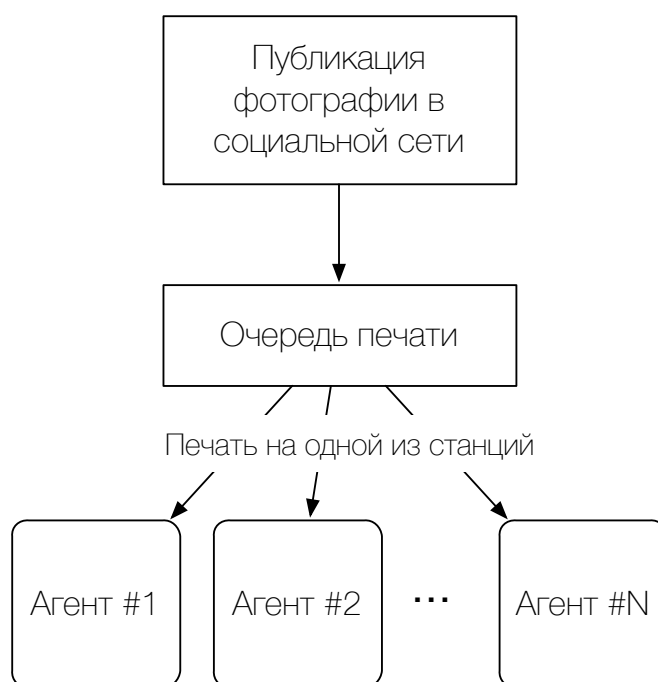 Публикация
фотографии в
социальной сети
Очередь печати
Печать на одной из станций
Агент #1
Агент #2
...
Агент #N